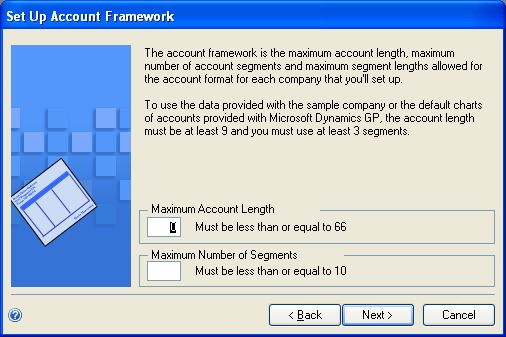 Set Up Account Framework
The account framework is the maximum account length, maximum
number of account segments and maximum segment lengths allowed for
the account format for each company that you'll set up.
To use the data provided with the sample company or the default charts
of accounts provided with Microsoft Dynamics GP, the account length
must be at least 9 and you must use at least 3 segments.
Maximum Account Length
0 Must be less than or equal to 66
Maximum Number of Segments
Must be less than or equal to 10
? < Back Next > Cancel